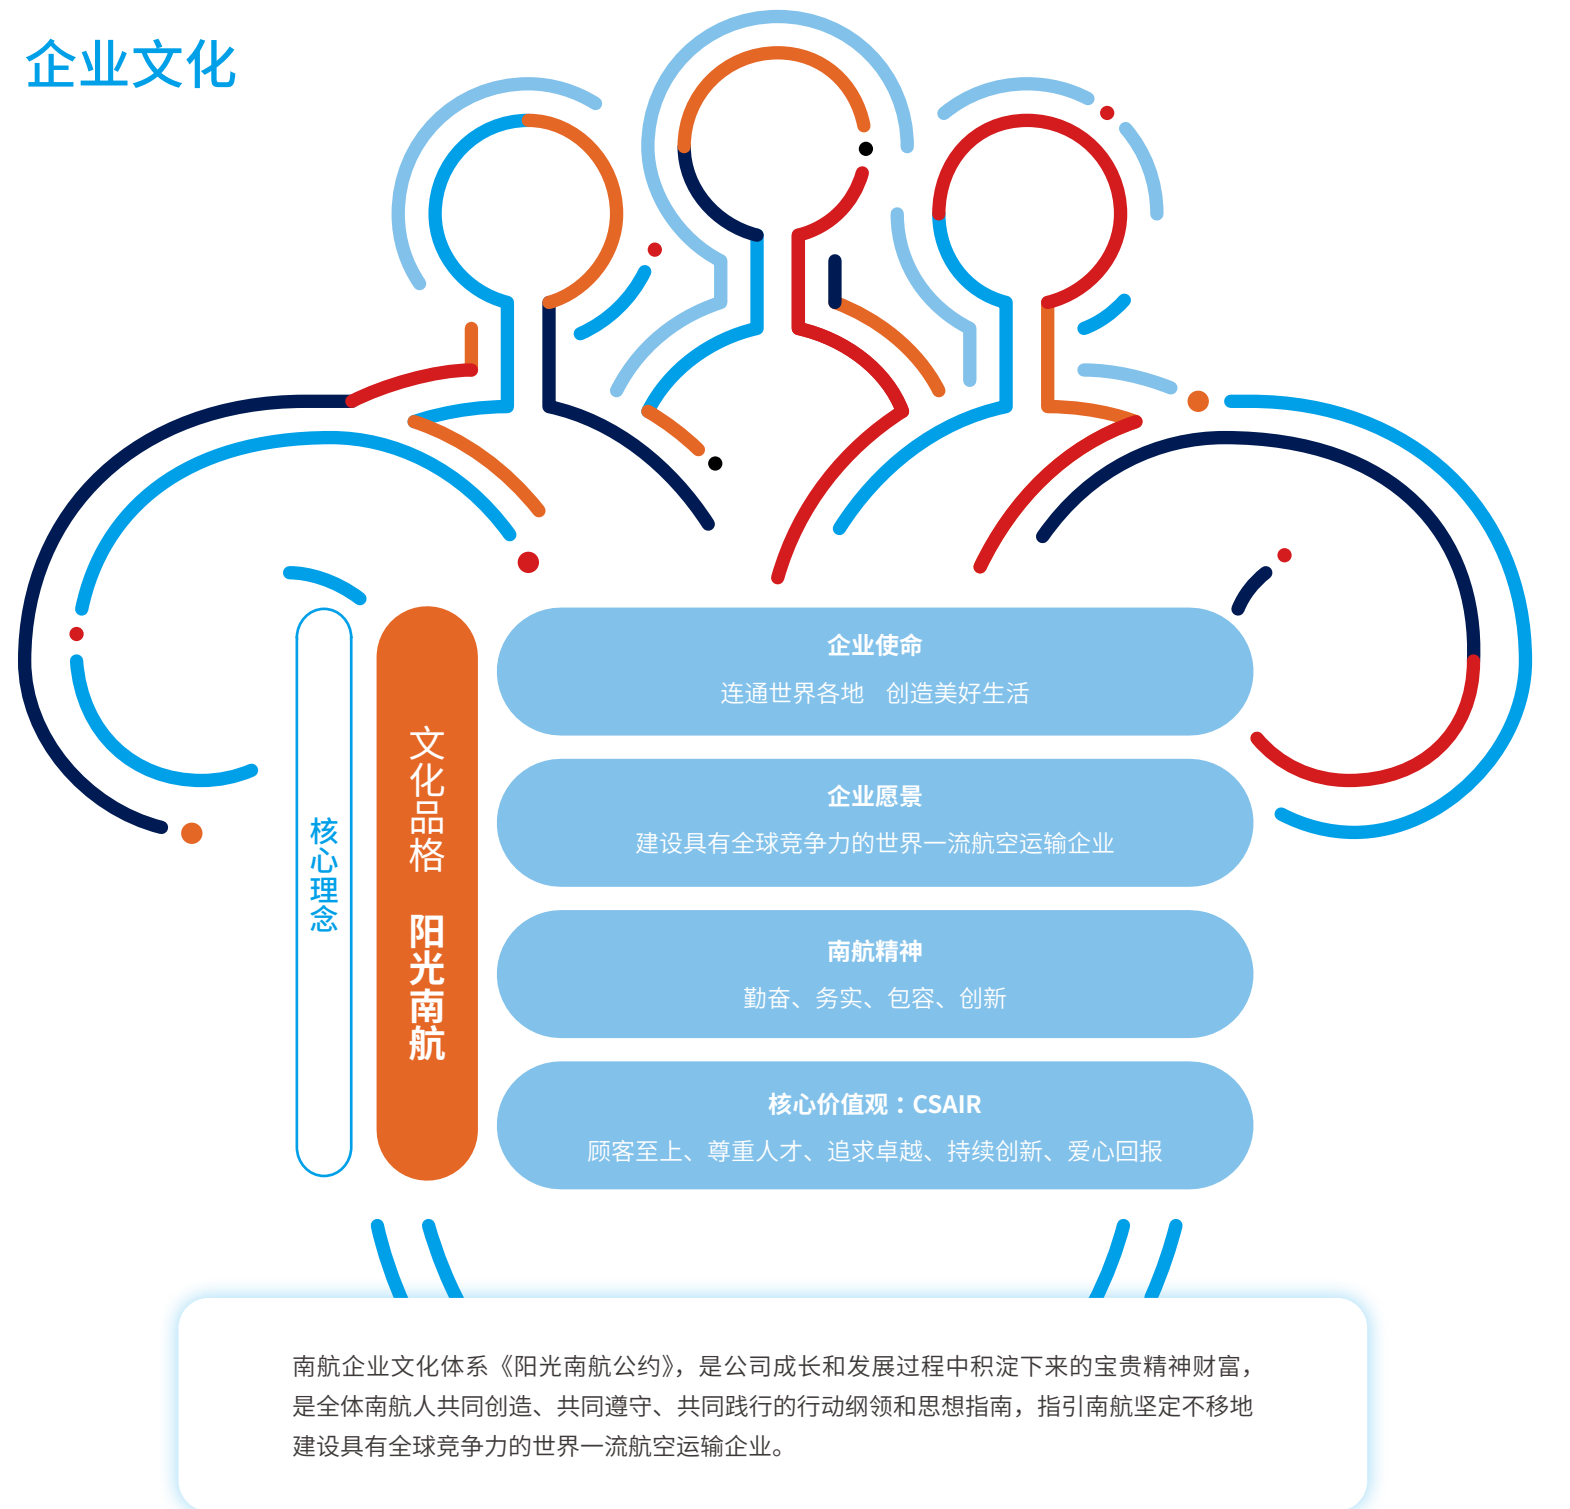 企业文化
核心理念
文化品格 阳光南航
企业使命
连通世界各地 创造美好生活
企业愿景
建设具有全球竞争力的世界一流航空运输企业
南航精神
勤奋、务实、包容、创新
核心价值观：CSAIR
顾客至上、尊重人才、追求卓越、持续创新、爱心回报
南航企业文化体系《阳光南航公约》，是公司成长和发展过程中积淀下来的宝贵精神财富，
是全体南航人共同创造、共同遵守、共同践行的行动纲领和思想指南，指引南航坚定不移地
建设具有全球竞争力的世界一流航空运输企业。